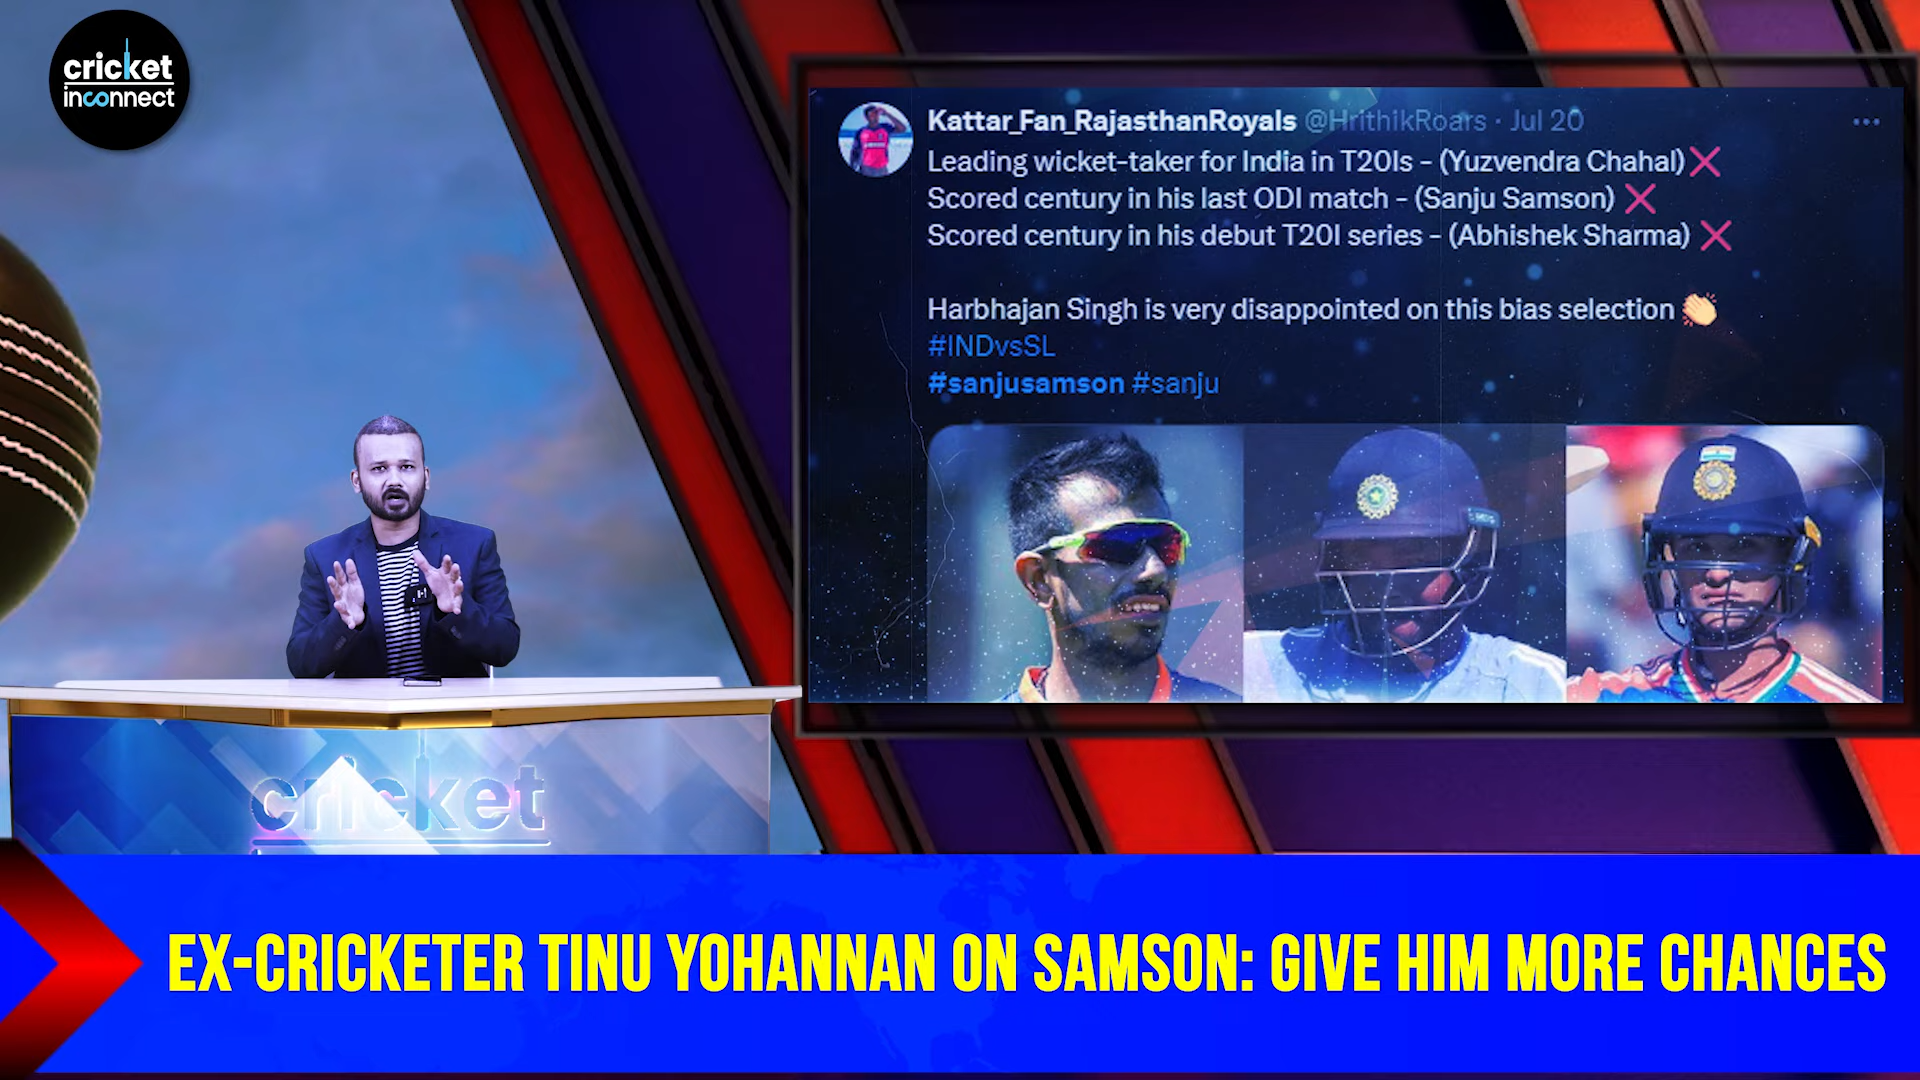 cricket
inconnect
Kattar_Fan_RajasthanRoyals @HrithikRoars · Jul 20
Leading wicket-taker for India in T20Is - (Yuzvendra Chahal)❌
Scored century in his last ODI match - (Sanju Samson) ❌
Scored century in his debut T20I series - (Abhishek Sharma) ❌
Harbhajan Singh is very disappointed on this bias selection 👏
#INDvsSL
#sanjusamson #sanju
cricket
EX-CRICKETER TINU YOHANNAN ON SAMSON: GIVE HIM MORE CHANCES